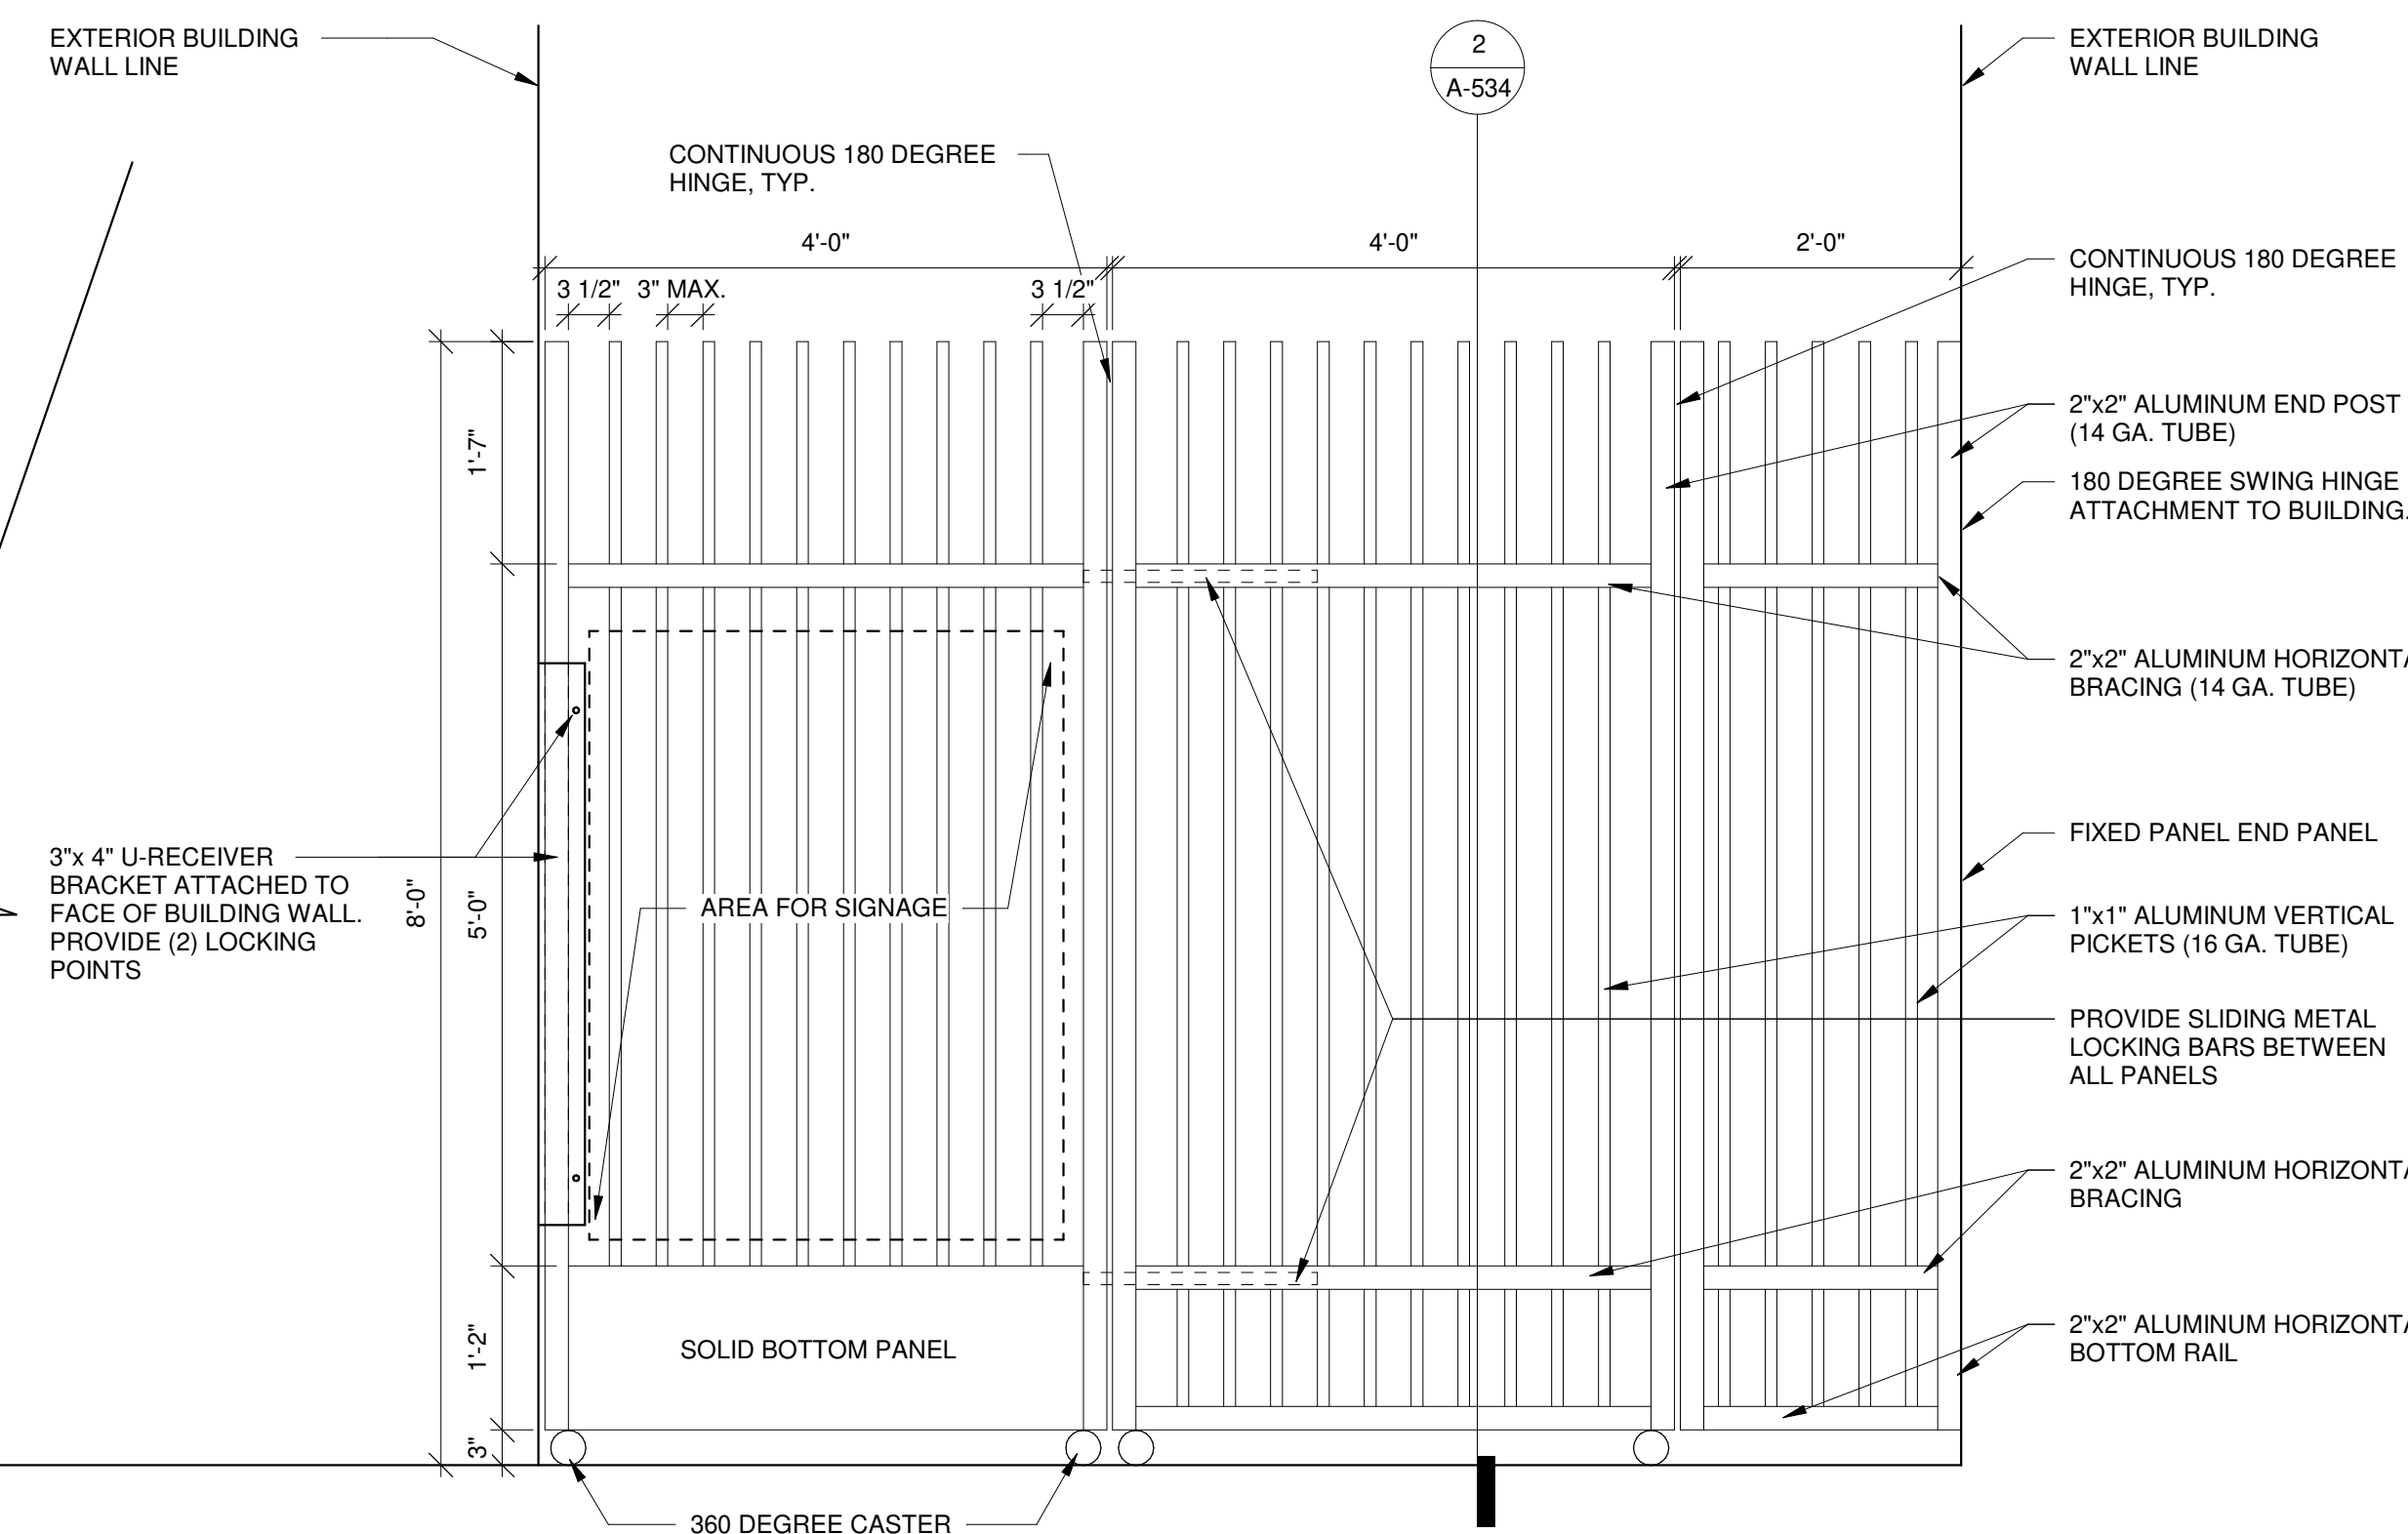 EXTERIOR BUILDING
WALL LINE
2
A-534
EXTERIOR BUILDING
WALL LINE
CONTINUOUS 180 DEGREE
HINGE, TYP.
4'-0"
4'-0"
2'-0"
3 1/2"
3" MAX.
3 1/2"
CONTINUOUS 180 DEGREE
HINGE, TYP.
2"x2" ALUMINUM END POST
(14 GA. TUBE)
1'-7"
180 DEGREE SWING HINGE
ATTACHMENT TO BUILDING.
2"x2" ALUMINUM HORIZONTA
BRACING (14 GA. TUBE)
FIXED PANEL END PANEL
3"x 4" U-RECEIVER
BRACKET ATTACHED TO
FACE OF BUILDING WALL.
PROVIDE (2) LOCKING
POINTS
8'-0"
5'-0"
AREA FOR SIGNAGE
1"x1" ALUMINUM VERTICAL
PICKETS (16 GA. TUBE)
PROVIDE SLIDING METAL
LOCKING BARS BETWEEN
ALL PANELS
2"x2" ALUMINUM HORIZONTA
BRACING
1'-2"
SOLID BOTTOM PANEL
2"x2" ALUMINUM HORIZONTA
BOTTOM RAIL
3"
360 DEGREE CASTER